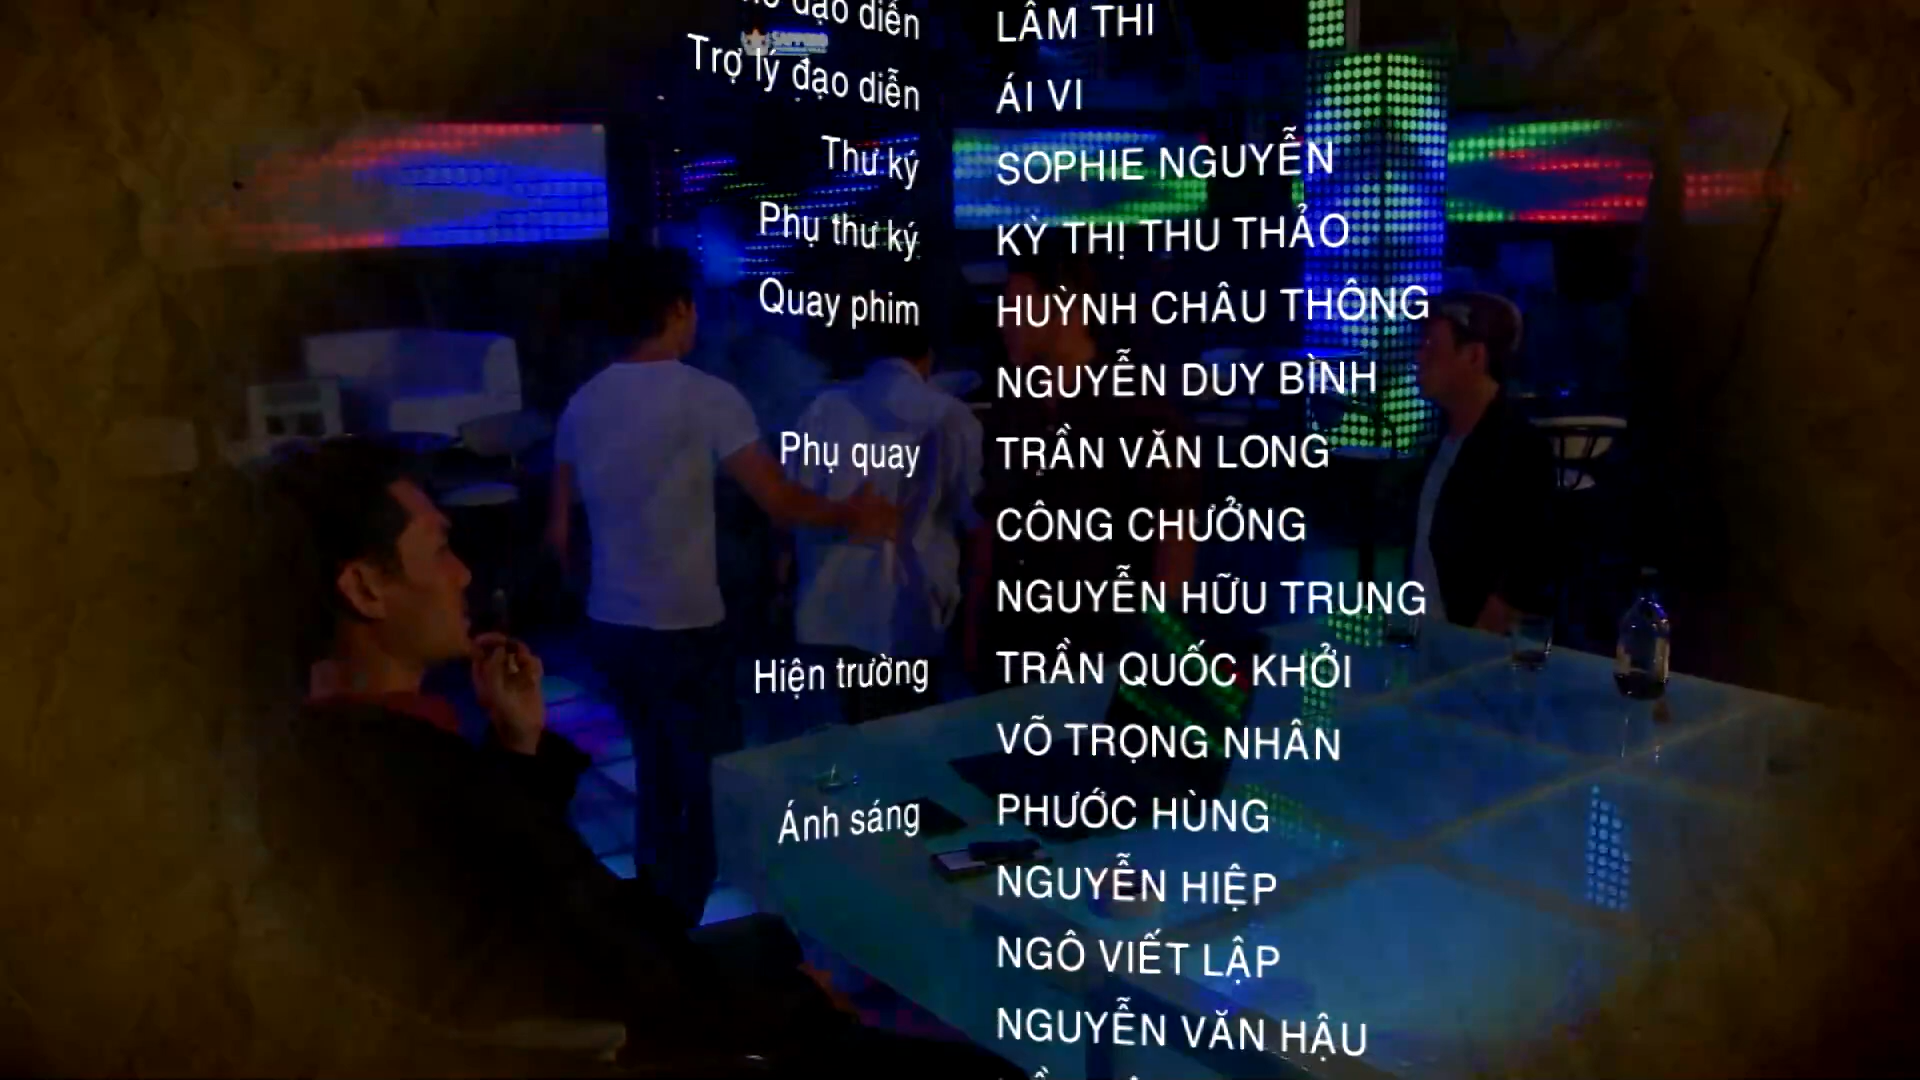 đạo diễn LÂM THI
SAPPORO
Trợ lý đạo diễn ÁI VI
Thư ký SOPHIE NGUYỄN
Phụ thư ký KỲ THỊ THU THẢO
Quay phim HUỲNH CHÂU THÔNG
NGUYỄN DUY BÌNH
Phụ quay TRẦN VĂN LONG
CÔNG CHƯỞNG
NGUYỄN HỮU TRUNG
Hiện trường TRẦN QUỐC KHỞI
VÕ TRỌNG NHÂN
Ánh sáng PHƯỚC HÙNG
NGUYỄN HIỆP
NGÔ VIẾT LẬP
NGUYỄN VĂN HẬU